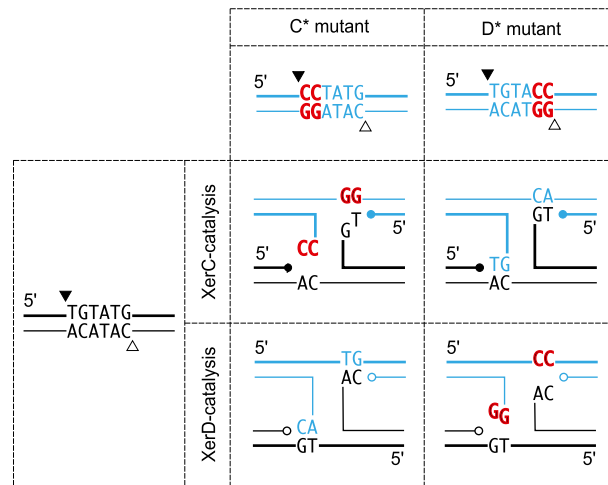 C* mutant
D* mutant
5'
CCTATG
GGATAC
5'
TGTACC
ACATGG
XerC-catalysis
GG
GT
5'
CC
5'
AC
CA
GT
5'
TG
5'
AC
5'
TGTATG
ACATAC
XerD-catalysis
5'
TG
AC
CA
GT
5'
5'
CC
AC
GG
GT
5'